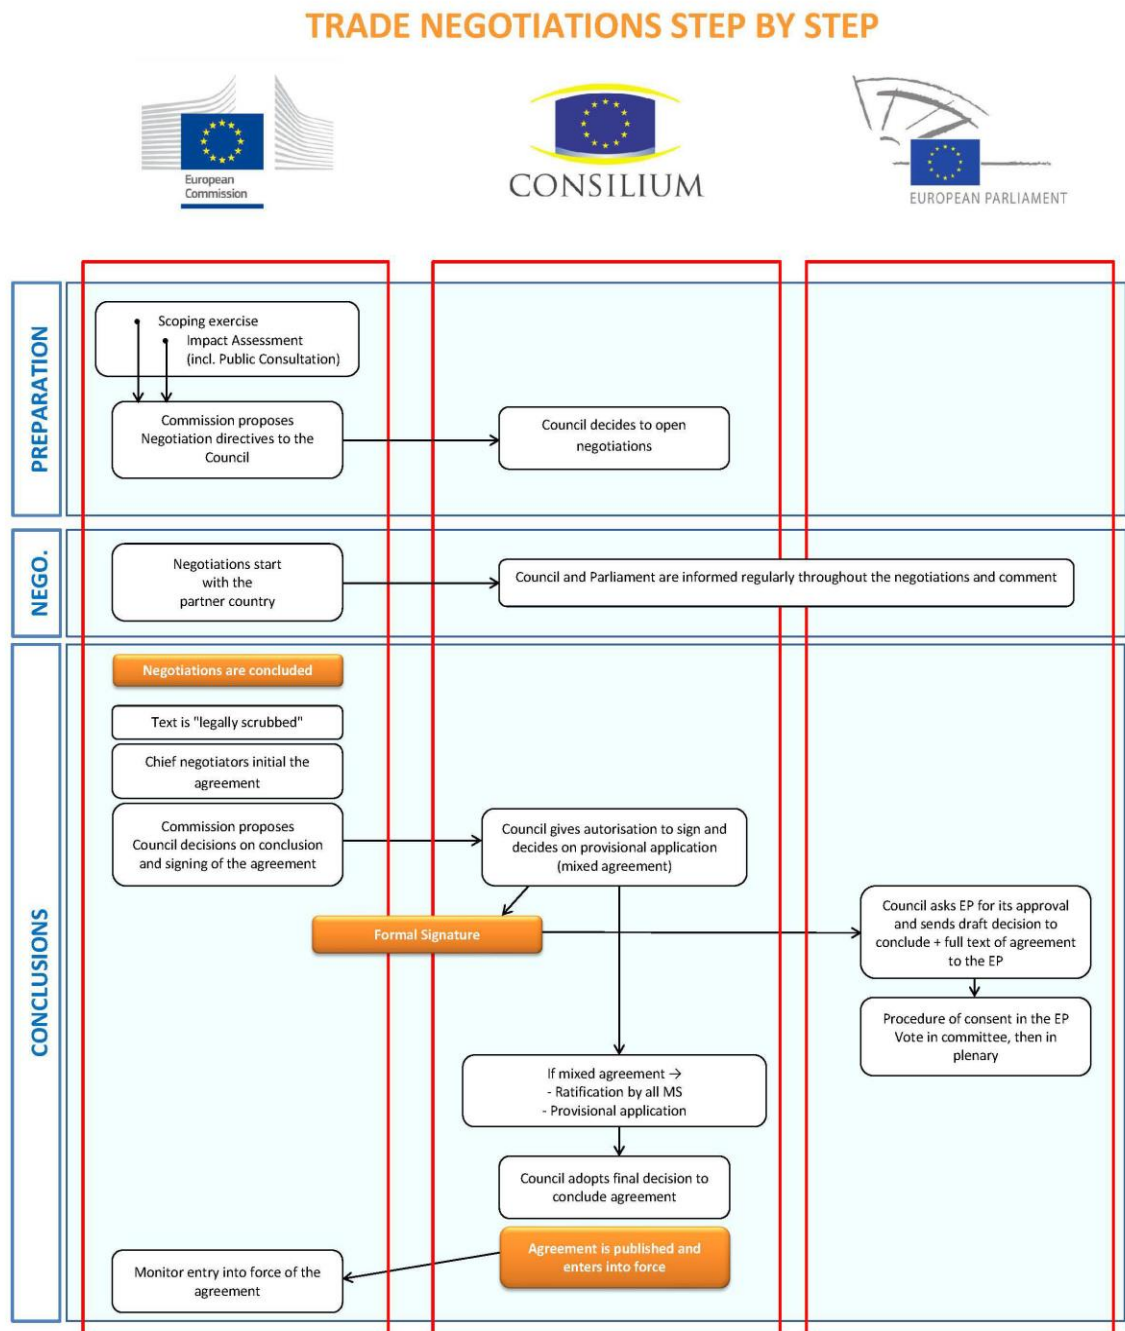 TRADE NEGOTIATIONS STEP BY STEP
European
Commission
CONSILIUM
EUROPEAN PARLIAMENT
PREPARATION
Scoping exercise
Impact Assessment
(incl. Public Consultation)
Commission proposes
Negotiation directives to the
Council
Council decides to open
negotiations
NEGO.
Negotiations start
with the
partner country
Council and Parliament are informed regularly throughout the negotiations and comment
CONCLUSIONS
Negotiations are concluded
Text is "legally scrubbed"
Chief negotiators initial the
agreement
Commission proposes
Council decisions on conclusion
and signing of the agreement
Council gives autorisation to sign and
decides on provisional application
(mixed agreement)
Formal Signature
Council asks EP for its approval
and sends draft decision to
conclude + full text of agreement
to the EP
Procedure of consent in the EP
Vote in committee, then in
plenary
If mixed agreement →
- Ratification by all MS
- Provisional application
Council adopts final decision to
conclude agreement
Agreement is published and
enters into force
Monitor entry into force of the
agreement